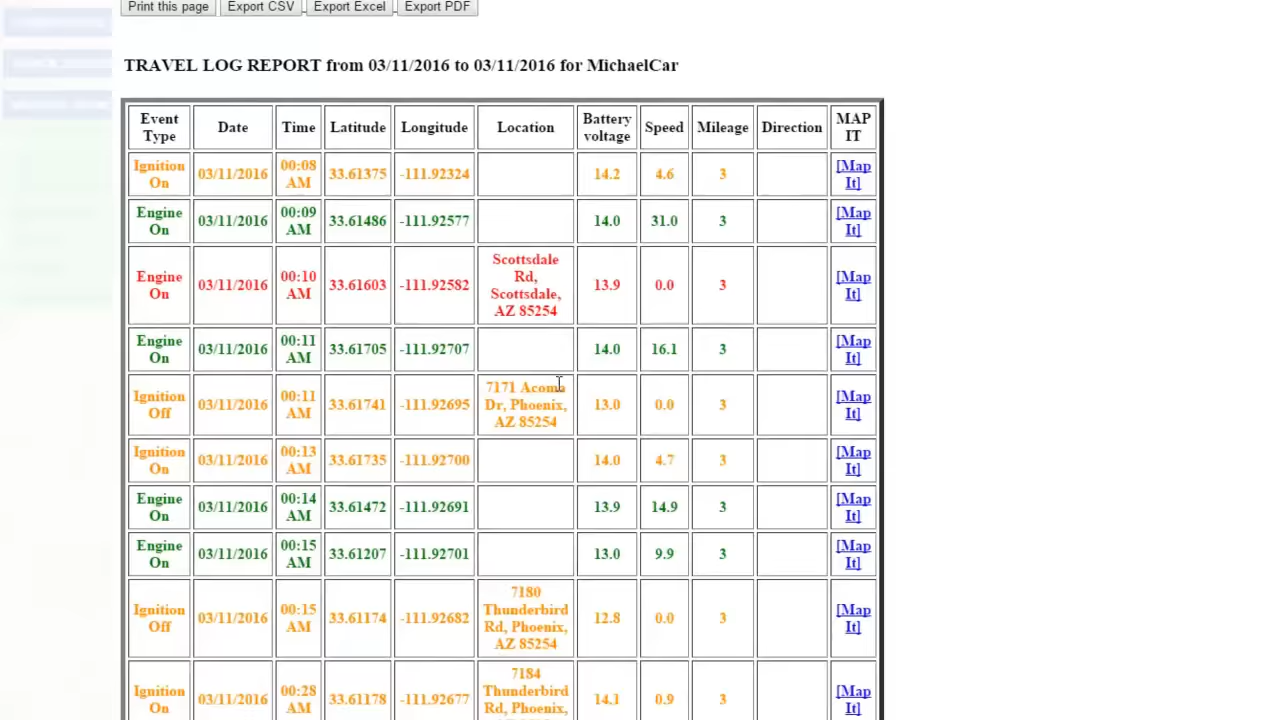 Print this page Export CSV Export Excel Export PDF
TRAVEL LOG REPORT from 03/11/2016 to 03/11/2016 for MichaelCar
Event Type Date Time Latitude Longitude Location Battery voltage Speed Mileage Direction MAP IT
Ignition On 03/11/2016 00:08 AM 33.61375 -111.92324 14.2 4.6 3 [Map It]
Engine On 03/11/2016 00:09 AM 33.61486 -111.92577 14.0 31.0 3 [Map It]
Engine On 03/11/2016 00:10 AM 33.61603 -111.92582 Scottsdale Rd, Scottsdale, AZ 85254 13.9 0.0 3 [Map It]
Engine On 03/11/2016 00:11 AM 33.61705 -111.92707 14.0 16.1 3 [Map It]
Ignition Off 03/11/2016 00:11 AM 33.61741 -111.92695 7171 Acoma Dr, Phoenix, AZ 85254 13.0 0.0 3 [Map It]
Ignition On 03/11/2016 00:13 AM 33.61735 -111.92700 14.0 4.7 3 [Map It]
Engine On 03/11/2016 00:14 AM 33.61472 -111.92691 13.9 14.9 3 [Map It]
Engine On 03/11/2016 00:15 AM 33.61207 -111.92701 13.0 9.9 3 [Map It]
Ignition Off 03/11/2016 00:15 AM 33.61174 -111.92682 7180 Thunderbird Rd, Phoenix, AZ 85254 12.8 0.0 3 [Map It]
Ignition On 03/11/2016 00:28 AM 33.61178 -111.92677 7184 Thunderbird Rd, Phoenix, 14.1 0.9 3 [Map It]